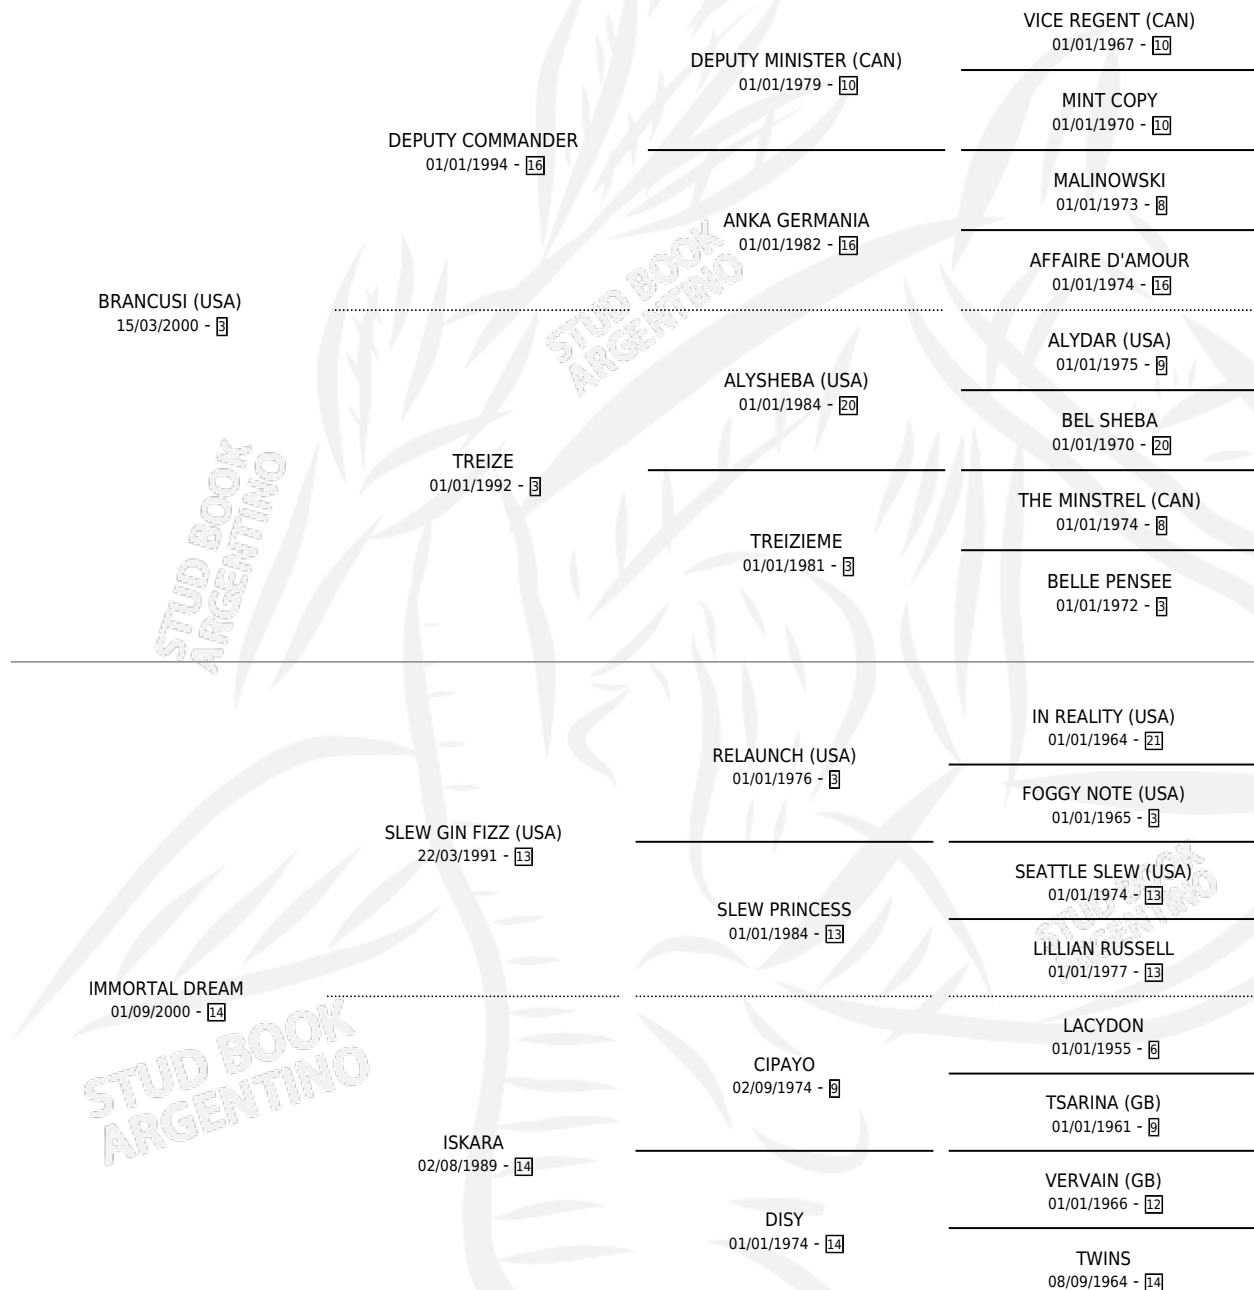 VICE REGENT (CAN)
01/01/1967 - 10
DEPUTY MINISTER (CAN)
01/01/1979 - 10
MINT COPY
01/01/1970 - 10
DEPUTY COMMANDER
01/01/1994 - 16
MALINOWSKI
01/01/1973 - 8
ANKA GERMANIA
01/01/1982 - 16
AFFAIRE D'AMOUR
01/01/1974 - 16
BRANCUSI (USA)
15/03/2000 - 3
STUD BOOK
ARGENTINO
ALYDAR (USA)
01/01/1975 - 9
ALYSHEBA (USA)
01/01/1984 - 20
BEL SHEBA
01/01/1970 - 20
TREIZE
01/01/1992 - 3
THE MINSTREL (CAN)
01/01/1974 - 8
TREIZIEME
01/01/1981 - 3
BELLE PENSEE
01/01/1972 - 3
STUD BOOK
ARGENTINO
IN REALITY (USA)
01/01/1964 - 21
RELAUNCH (USA)
01/01/1976 - 3
FOGGY NOTE (USA)
01/01/1965 - 3
SLEW GIN FIZZ (USA)
22/03/1991 - 13
SEATTLE SLEW (USA)
01/01/1974 - 13
SLEW PRINCESS
01/01/1984 - 13
STUD BOOK
ARGENTINO
LILLIAN RUSSELL
01/01/1977 - 13
IMMORTAL DREAM
01/09/2000 - 14
LACYDON
01/01/1955 - 6
CIPAYO
02/09/1974 - 9
STUD BOOK
ARGENTINO
TSARINA (GB)
01/01/1961 - 9
ISKARA
02/08/1989 - 14
VERVAIN (GB)
01/01/1966 - 12
DISY
01/01/1974 - 14
TWINS
08/09/1964 - 14